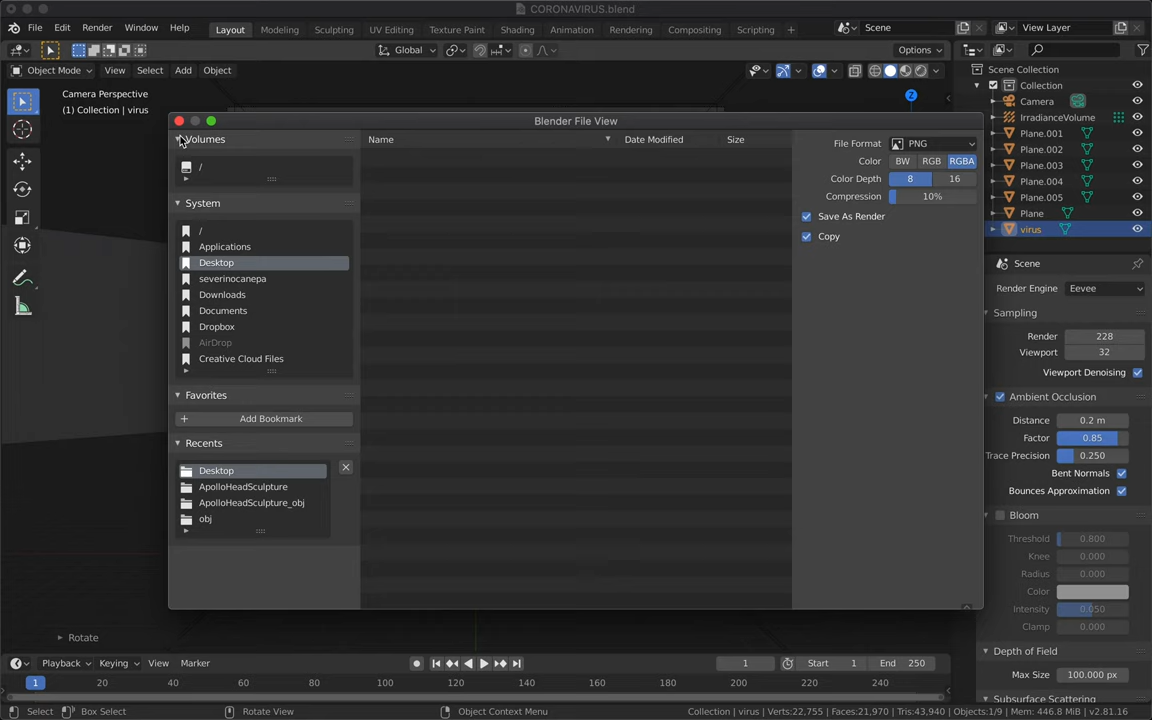 CORONAVIRUS.blend
File Edit Render Window Help Layout Modeling Sculpting UV Editing Texture Paint Shading Animation Rendering Compositing Scripting + Scene View Layer
Global Options
Object Mode View Select Add Object
Scene Collection
Collection
Camera
IrradianceVolume
Plane.001
Plane.002
Plane.003
Plane.004
Plane.005
Plane
virus
Camera Perspective
(1) Collection | virus
Z
Blender File View
Volumes
/
System
/
Applications
Desktop
severinocanepa
Downloads
Documents
Dropbox
AirDrop
Creative Cloud Files
Favorites
+ Add Bookmark
Recents
Desktop
ApolloHeadSculpture
ApolloHeadSculpture_obj
obj
Name Date Modified Size
File Format PNG
Color BW RGB RGBA
Color Depth 8 16
Compression 10%
Save As Render
Copy
Scene
Render Engine Eevee
Sampling
Render 228
Viewport 32
Viewport Denoising
Ambient Occlusion
Distance 0.2 m
Factor 0.85
Trace Precision 0.250
Bent Normals
Bounces Approximation
Bloom
Threshold 0.800
Knee 0.000
Radius 0.000
Color
Intensity 0.050
Clamp 0.000
Depth of Field
Max Size 100.000 px
Subsurface Scattering
Rotate
Playback Keying View Marker 1 Start 1 End 250
1 20 40 60 80 100 120 140 160 180 200 220 240
Select Box Select Rotate View Object Context Menu Collection | virus | Verts:22,755 | Faces:21,970 | Tris:43,940 | Objects:1/9 | Mem: 446.8 MiB | v2.81.16